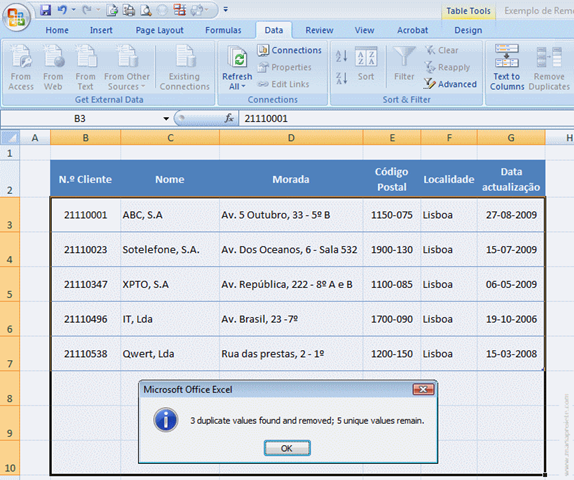 Table Tools
Exemplo de Remo
Home Insert Page Layout Formulas Data Review View Acrobat Design
From Access
From Web
From Text
From Other Sources
Existing Connections
Get External Data
Refresh All
Connections
Properties
Edit Links
Connections
Sort
Filter
Clear
Reapply
Advanced
Sort & Filter
Text to Columns
Remove Duplicates
B3 fx 21110001
A B C D E F G H
1
2 N.º Cliente Nome Morada Código Postal Localidade Data actualização
3 21110001 ABC, S.A Av. 5 Outubro, 33 - 5º B 1150-075 Lisboa 27-08-2009
4 21110023 Sotelefone, S.A. Av. Dos Oceanos, 6 - Sala 532 1900-130 Lisboa 15-07-2009
5 21110347 XPTO, S.A Av. República, 222 - 8º A e B 1100-085 Lisboa 06-05-2009
6 21110496 IT, Lda Av. Brasil, 23 -7º 1700-090 Lisboa 19-10-2006
7 21110538 Qwert, Lda Rua das prestas, 2 - 1º 1200-150 Lisboa 15-03-2008
8
9
10
Microsoft Office Excel
3 duplicate values found and removed; 5 unique values remain.
OK